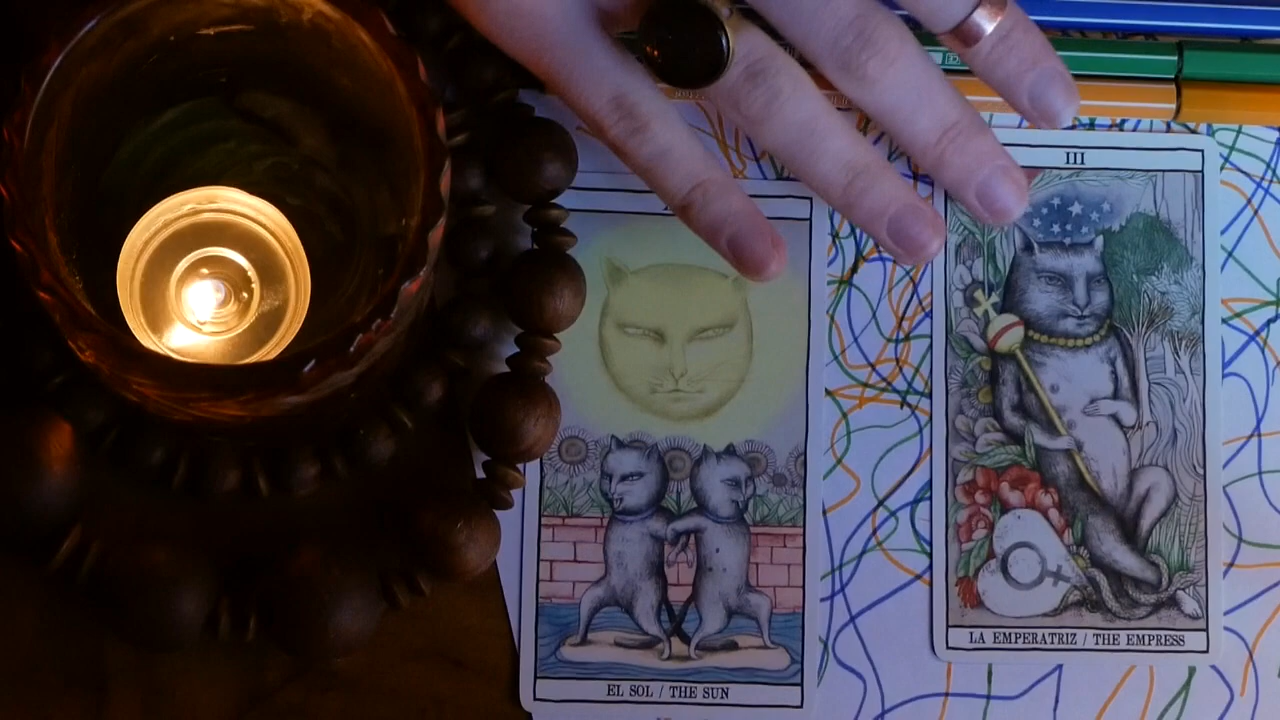 III
LA EMPERATRIZ / THE EMPRESS
EL SOL / THE SUN